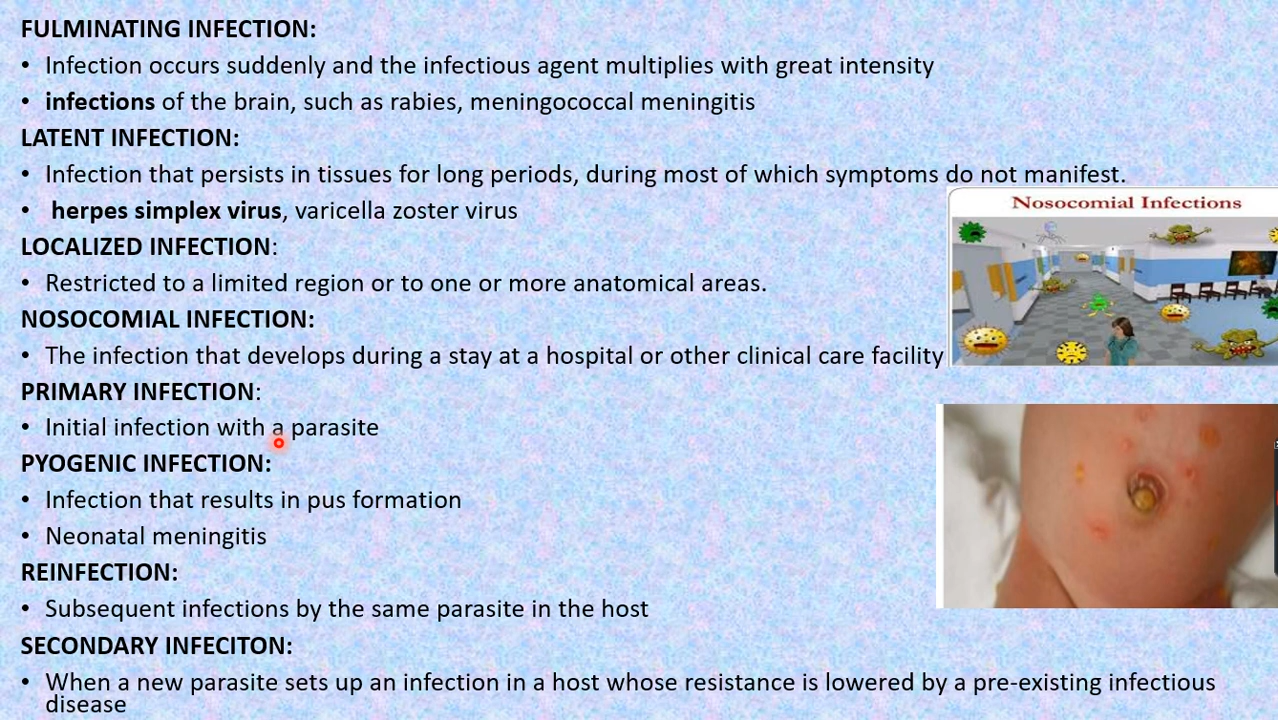 FULMINATING INFECTION:
• Infection occurs suddenly and the infectious agent multiplies with great intensity
• infections of the brain, such as rabies, meningococcal meningitis
LATENT INFECTION:
• Infection that persists in tissues for long periods, during most of which symptoms do not manifest.
• herpes simplex virus, varicella zoster virus
Nosocomial Infections
LOCALIZED INFECTION:
• Restricted to a limited region or to one or more anatomical areas.
NOSOCOMIAL INFECTION:
• The infection that develops during a stay at a hospital or other clinical care facility
PRIMARY INFECTION:
• Initial infection with a parasite
PYOGENIC INFECTION:
• Infection that results in pus formation
• Neonatal meningitis
REINFECTION:
• Subsequent infections by the same parasite in the host
SECONDARY INFECITON:
• When a new parasite sets up an infection in a host whose resistance is lowered by a pre-existing infectious
disease